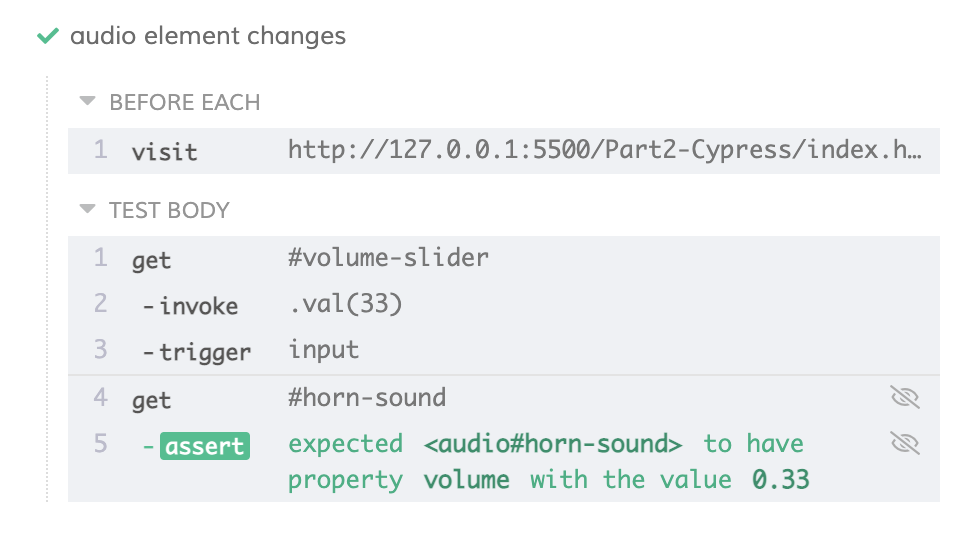 audio element changes
BEFORE EACH
1 visit http://127.0.0.1:5500/Part2-Cypress/index.h…
TEST BODY
1 get #volume-slider
2 -invoke .val(33)
3 -trigger input
4 get #horn-sound
5 -assert expected <audio#horn-sound> to have
property volume with the value 0.33